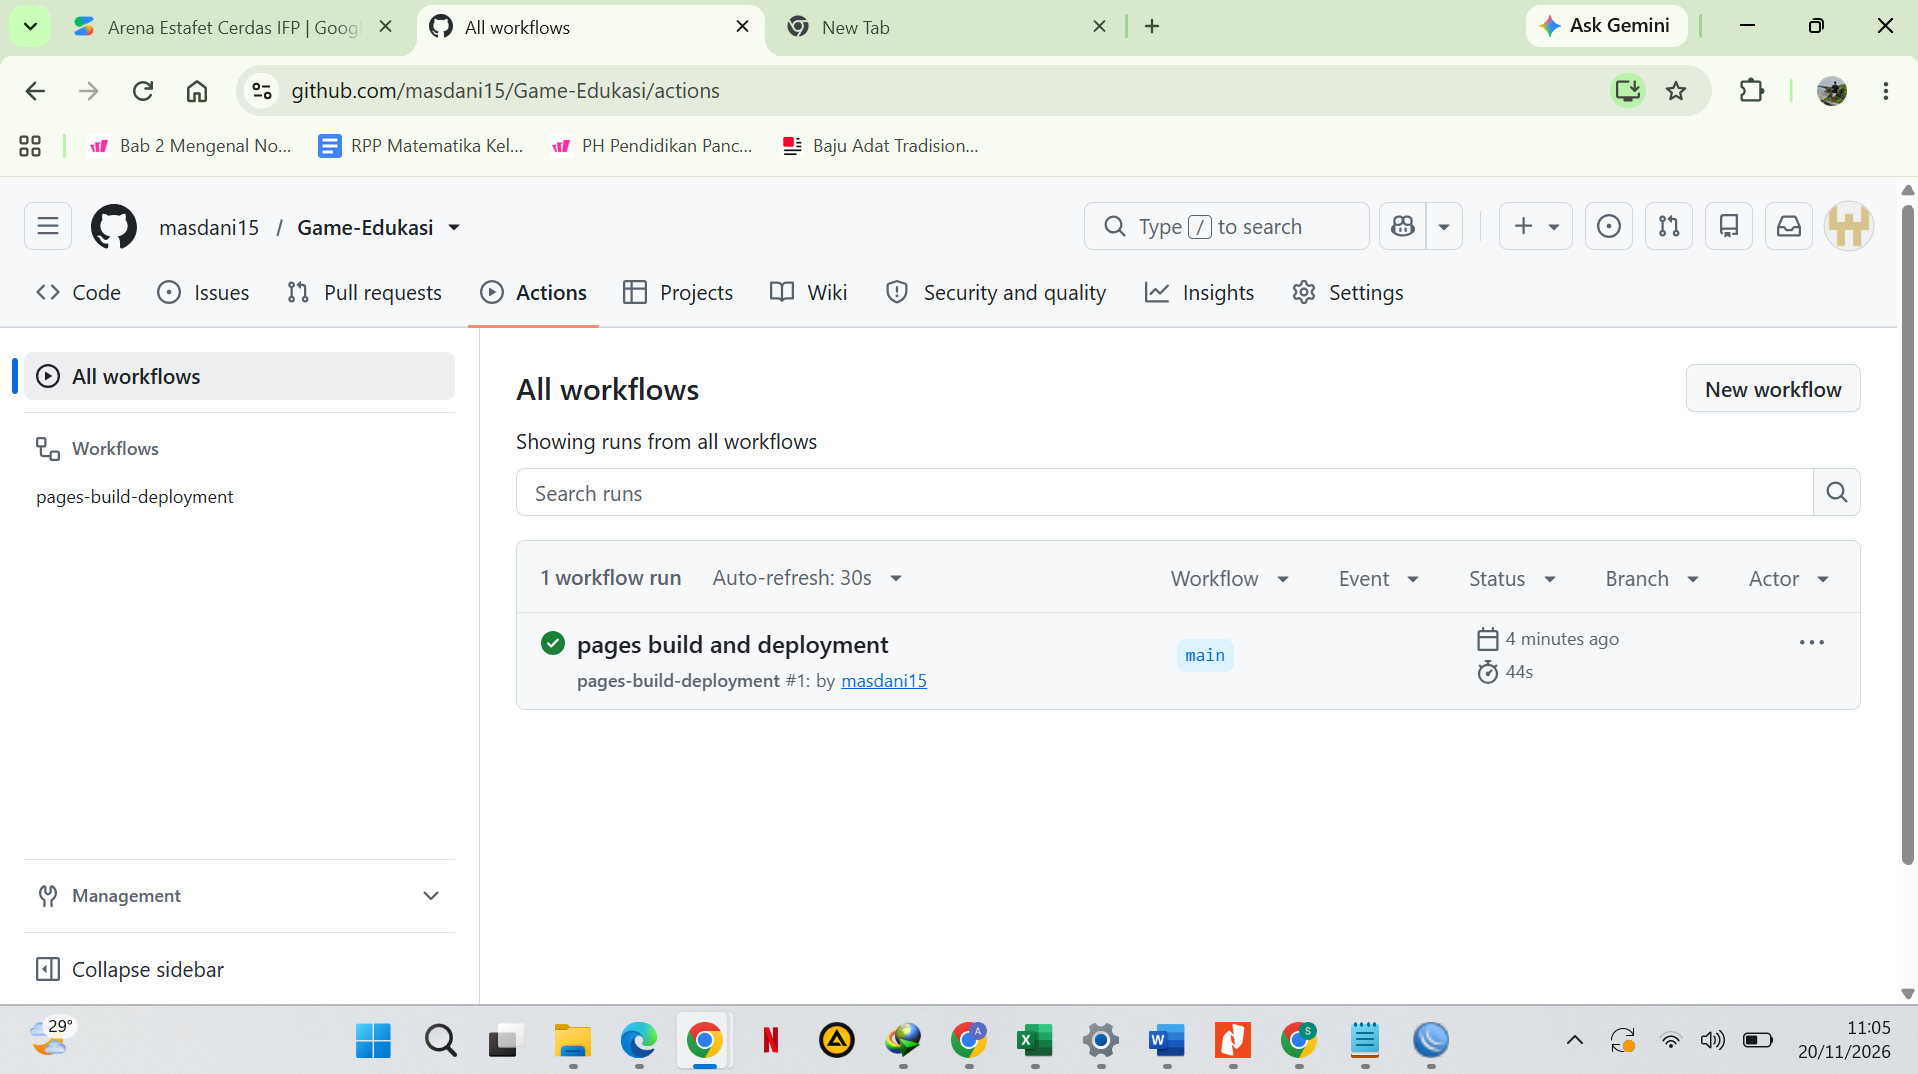 Arena Estafet Cerdas IFP | Goog
All workflows
New Tab
Ask Gemini
github.com/masdani15/Game-Edukasi/actions
Bab 2 Mengenal No...
RPP Matematika Kel...
PH Pendidikan Panc...
Baju Adat Tradision...
masdani15 / Game-Edukasi
Type / to search
Code
Issues
Pull requests
Actions
Projects
Wiki
Security and quality
Insights
Settings
All workflows
Workflows
pages-build-deployment
Management
Collapse sidebar
All workflows
New workflow
Showing runs from all workflows
Search runs
1 workflow run
Auto-refresh: 30s
Workflow
Event
Status
Branch
Actor
pages build and deployment
pages-build-deployment #1: by masdani15
main
4 minutes ago
44s
29°
11:05
20/11/2026